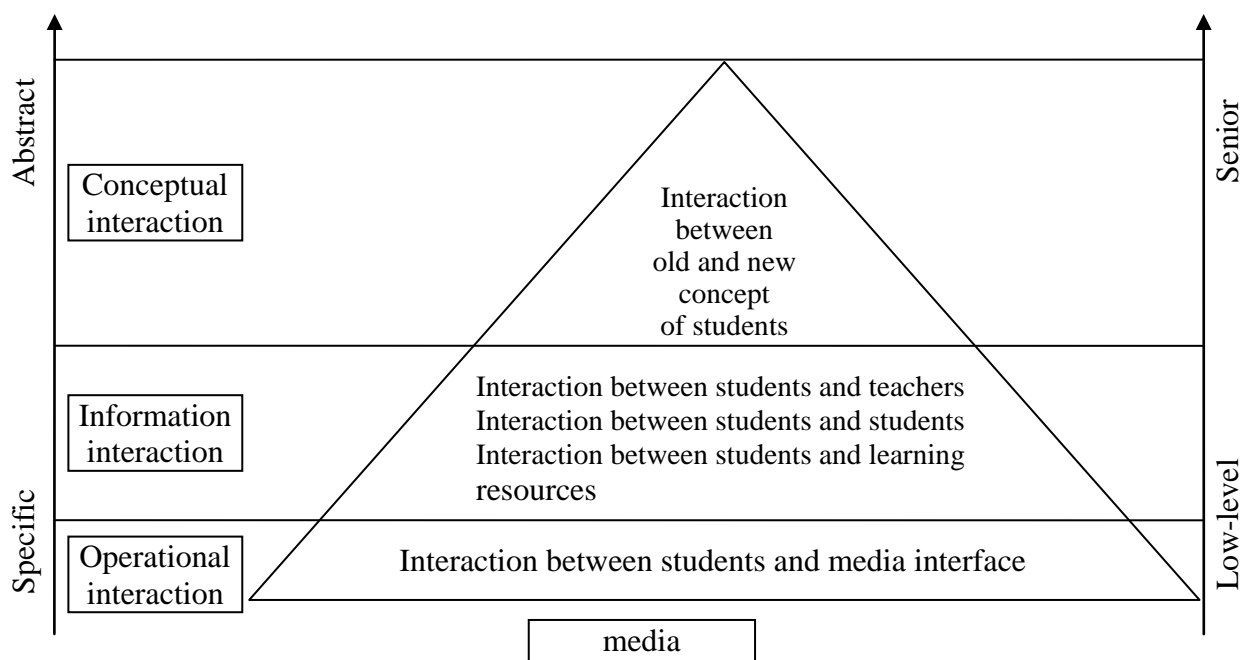 Abstract
Senior
Conceptual
interaction
Interaction
between
old and new
concept
of students
Information
interaction
Interaction between students and teachers
Interaction between students and students
Interaction between students and learning
resources
Specific
Low-level
Operational
interaction
Interaction between students and media interface
media